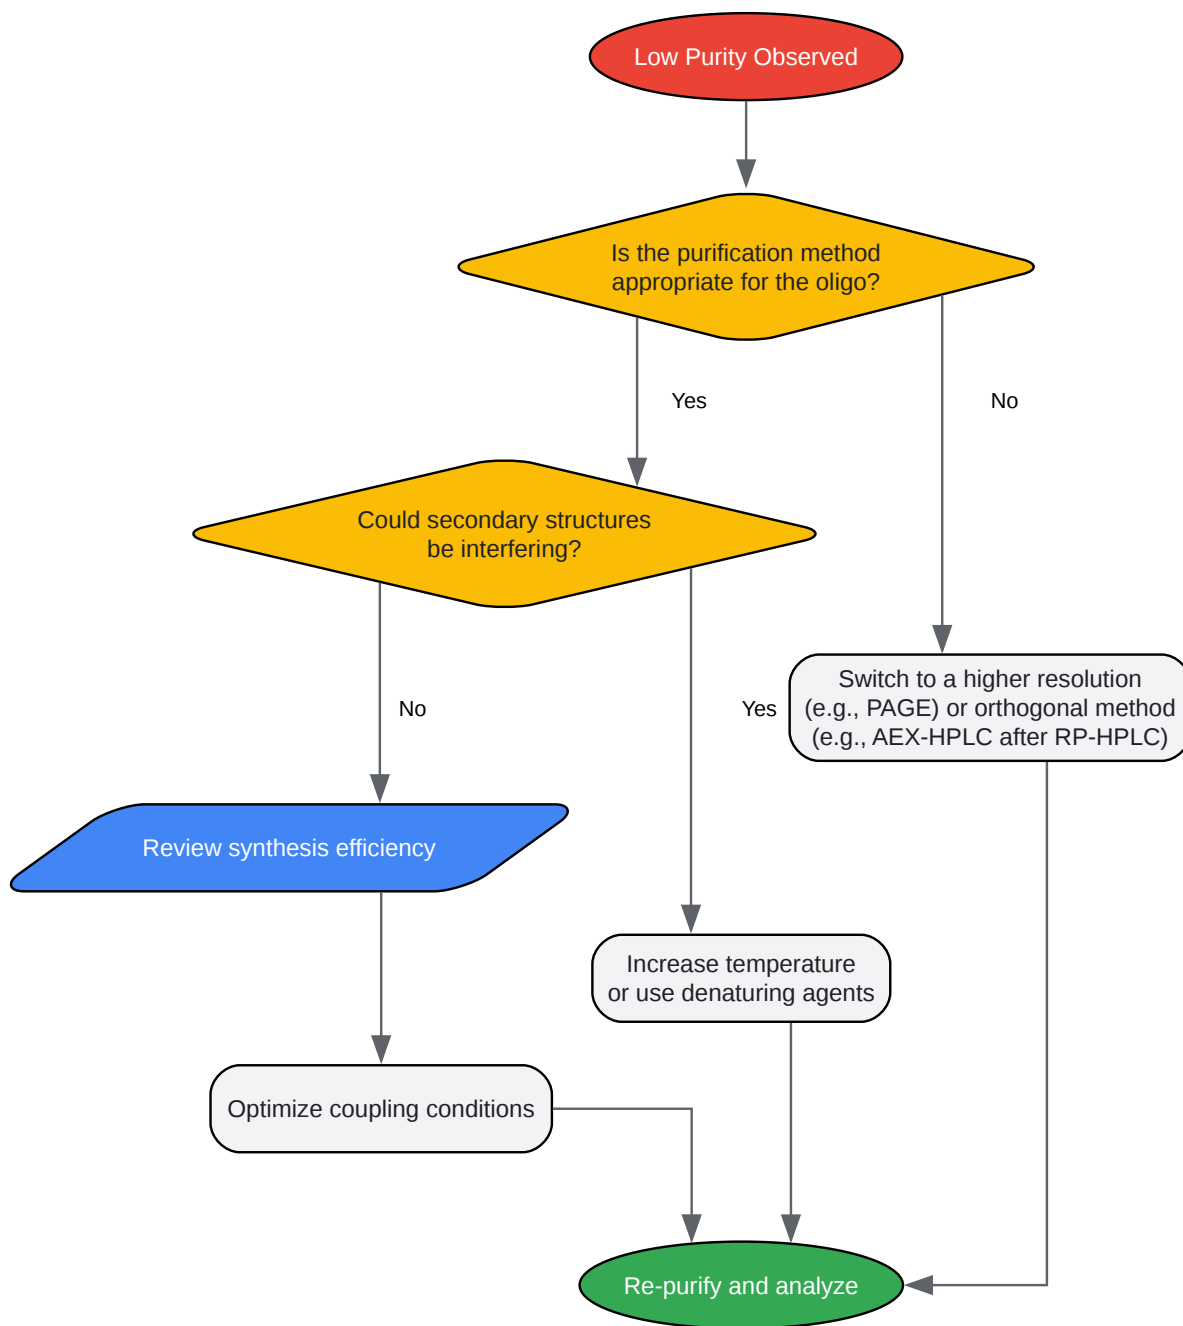 Low Purity Observed
Is the purification method
appropriate for the oligo?
Yes
No
Could secondary structures
be interfering?
No
Yes
Switch to a higher resolution
(e.g., PAGE) or orthogonal method
(e.g., AEX-HPLC after RP-HPLC)
Review synthesis efficiency
Increase temperature
or use denaturing agents
Optimize coupling conditions
Re-purify and analyze